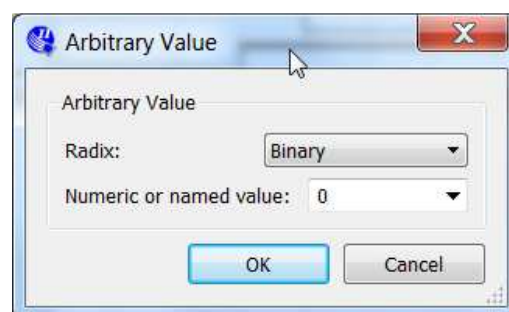 Arbitrary Value
Arbitrary Value
Radix: Binary
Numeric or named value: 0
OK Cancel